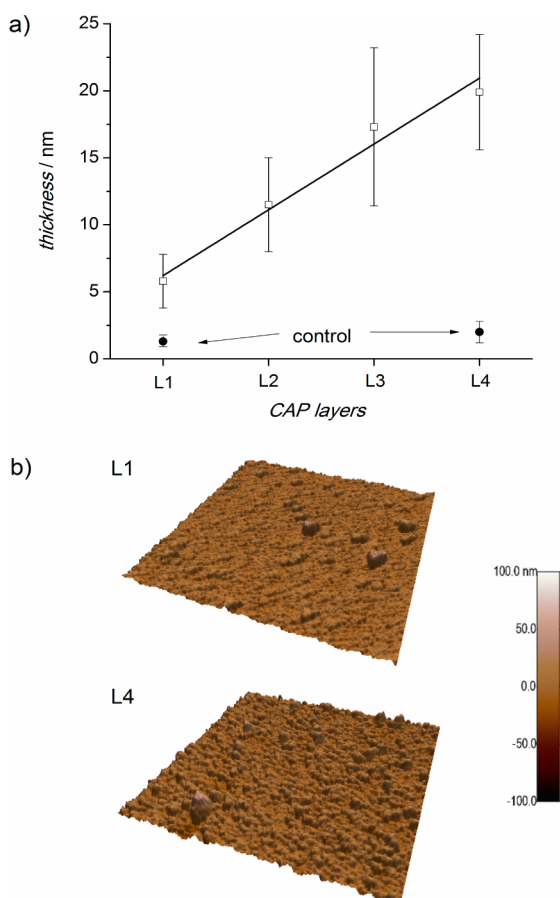 a)
25
20
15
10
5
0
thickness / nm
control
L1 L2 L3 L4
CAP layers
b)
L1
L4
100.0 nm
50.0
0.0
-50.0
-100.0